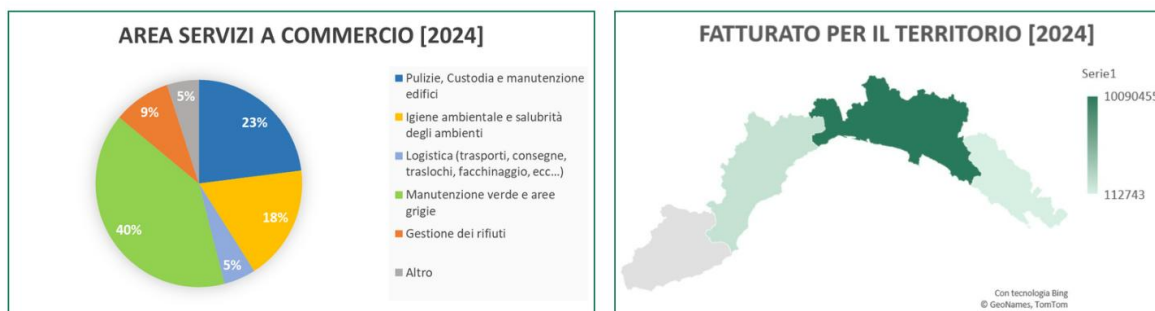 AREA SERVIZI A COMMERCIO [2024]
5%
9%
23%
40%
18%
5%
Pulizie, Custodia e manutenzione
edifici
Igiene ambientale e salubrità
degli ambienti
Logistica (trasporti, consegne,
traslochi, facchinaggio, ecc...)
Manutenzione verde e aree
grigie
Gestione dei rifiuti
Altro
FATTURATO PER IL TERRITORIO [2024]
Serie1
10090455
112743
Con tecnologia Bing
© GeoNames, TomTom